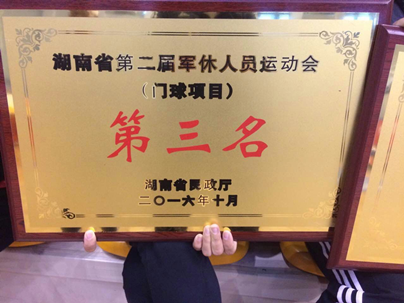 湖南省第二届军休人员运动会
（门球项目）
第三名
湖南省民政厅
二〇一六年十月